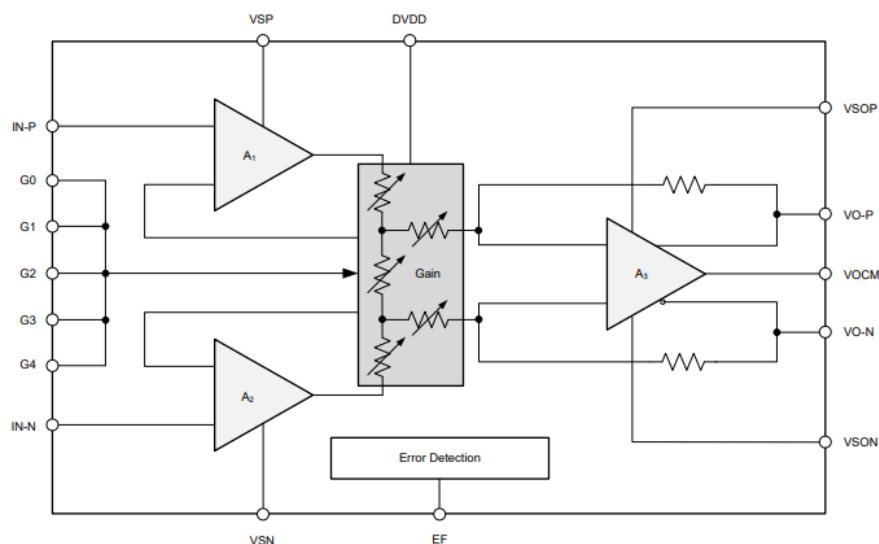 VSP
DVDD
VSOP
IN-P
A1
G0
G1
VO-P
G2
Gain
A3
VOCM
G3
VO-N
G4
A2
IN-N
VSON
Error Detection
VSN
EF